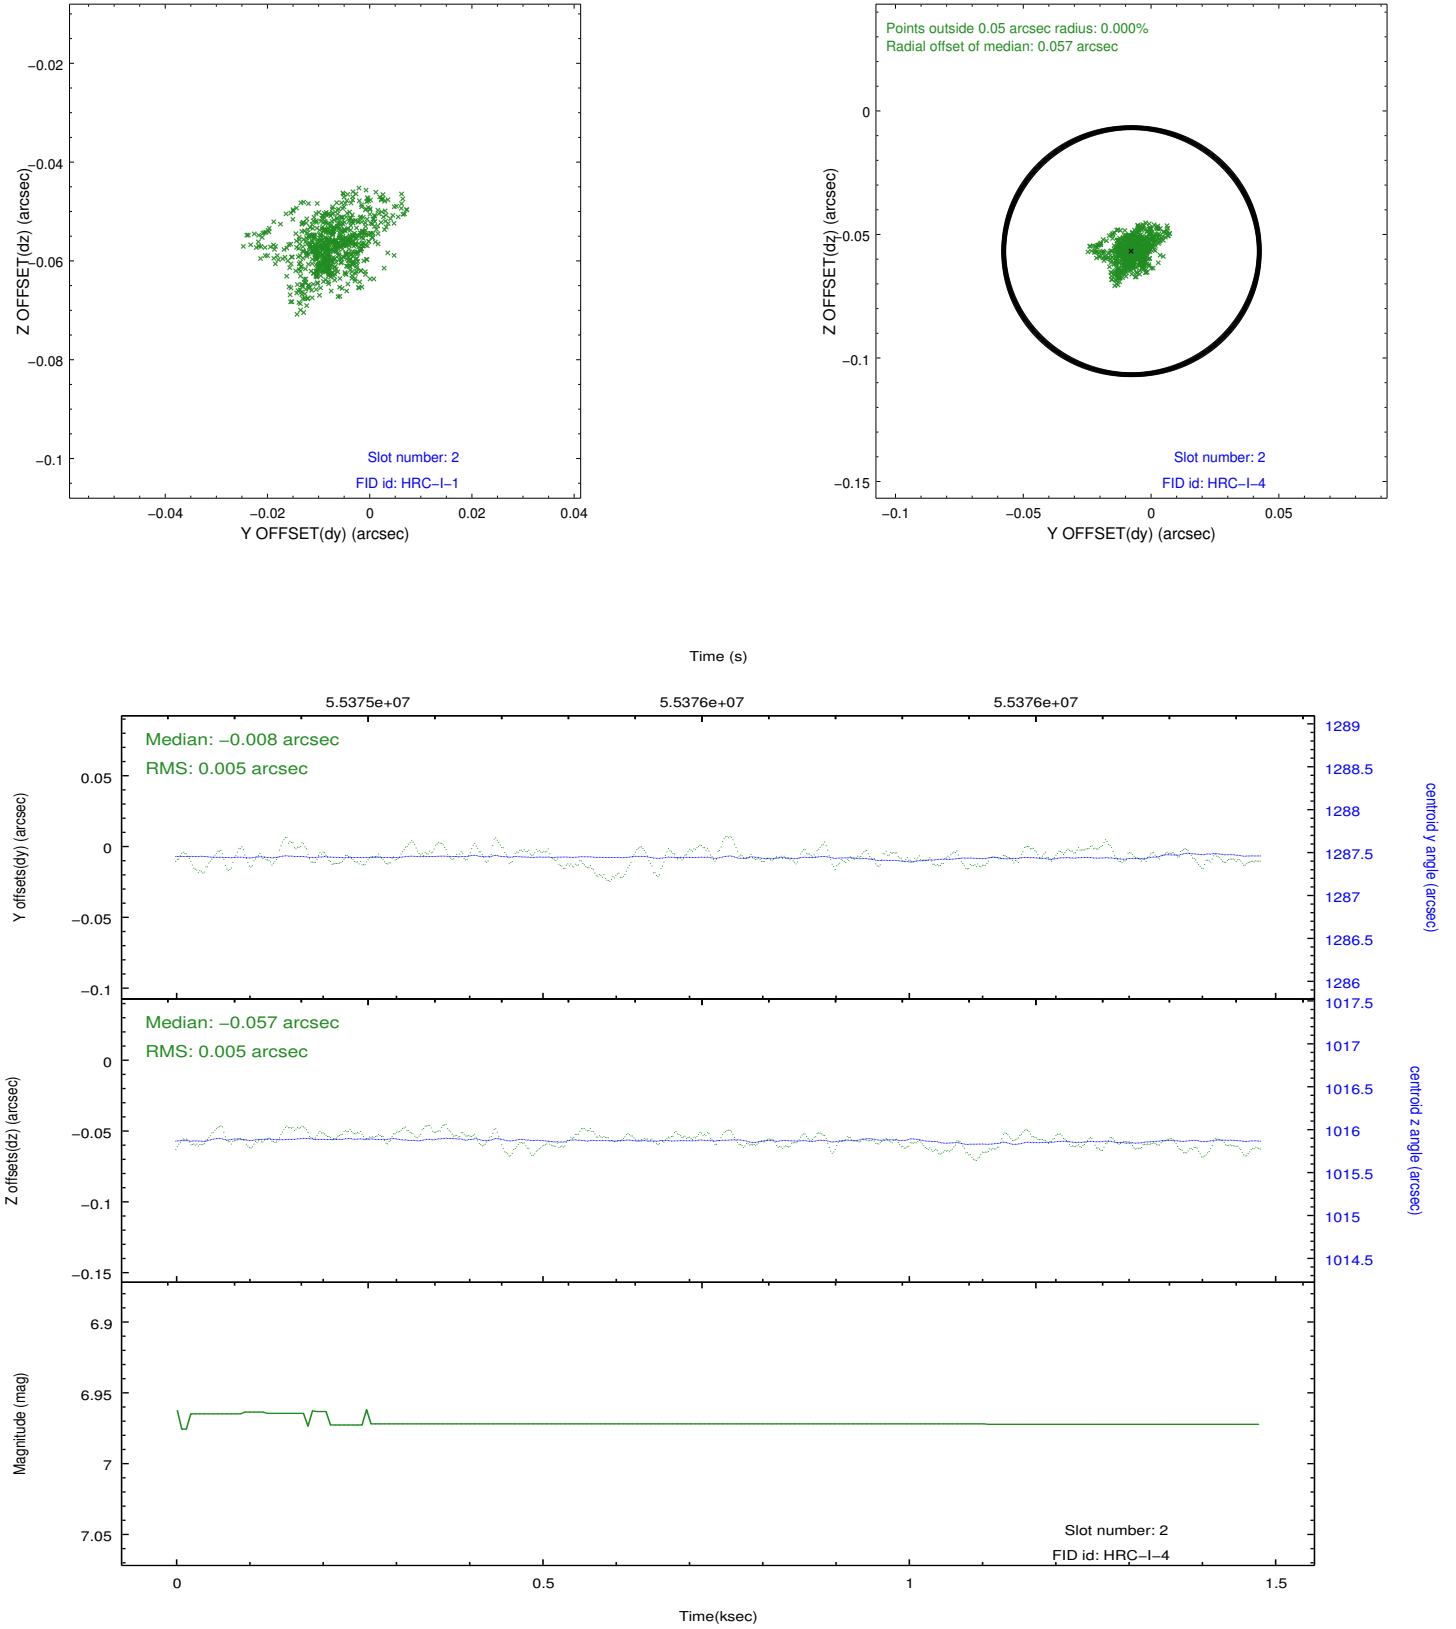 −0.02
−0.04
−0.06
−0.08
−0.1
Z OFFSET(dz) (arcsec)
Slot number: 2
FID id: HRC−I−1
−0.04
−0.02
0
0.02
0.04
Y OFFSET(dy) (arcsec)
Points outside 0.05 arcsec radius: 0.000%
Radial offset of median: 0.057 arcsec
0
−0.05
−0.1
−0.15
Z OFFSET(dz) (arcsec)
Slot number: 2
FID id: HRC−I−4
−0.1
−0.05
0
0.05
Y OFFSET(dy) (arcsec)
Time (s)
5.5375e+07
5.5376e+07
5.5376e+07
Median: −0.008 arcsec
RMS: 0.005 arcsec
0.05
0
−0.05
−0.1
Y offsets(dy) (arcsec)
1289
1288.5
1288
1287.5
1287
1286.5
1286
centroid y angle (arcsec)
Median: −0.057 arcsec
RMS: 0.005 arcsec
0
−0.05
−0.1
−0.15
Z offsets(dz) (arcsec)
1017.5
1017
1016.5
1016
1015.5
1015
1014.5
centroid z angle (arcsec)
6.9
6.95
7
7.05
Magnitude (mag)
Slot number: 2
FID id: HRC−I−4
0
0.5
1
1.5
Time(ksec)